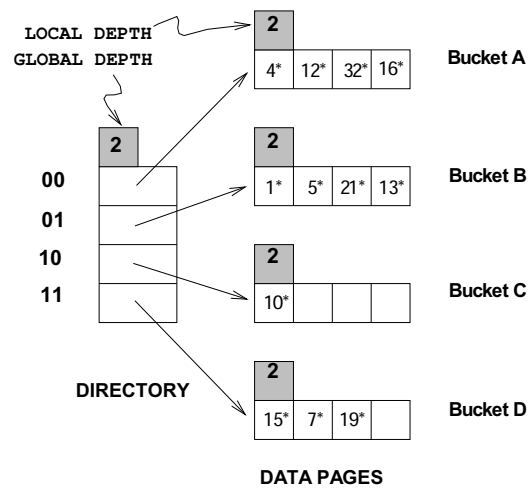 LOCAL DEPTH
GLOBAL DEPTH
2
4* 12* 32* 16*
Bucket A
2
00
01
10
11
DIRECTORY
2
1* 5* 21* 13*
Bucket B
2
10*
Bucket C
2
15* 7* 19*
Bucket D
DATA PAGES